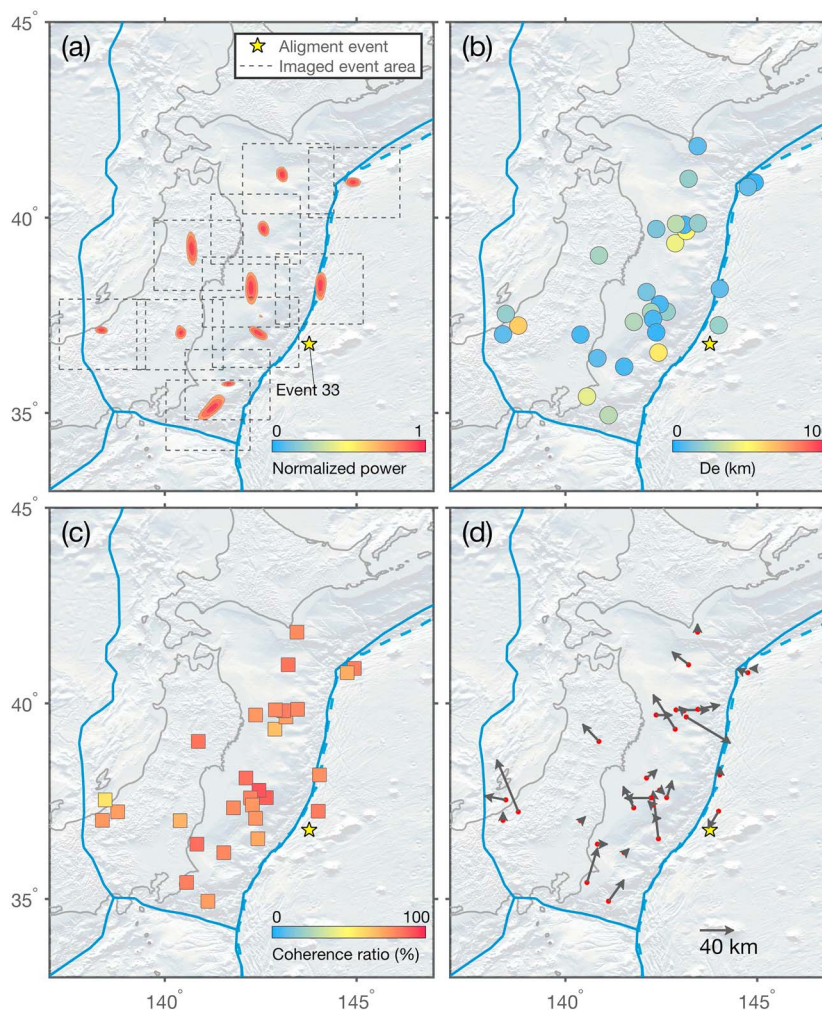 45°
(a)
Aligment event
Imaged event area
(b)
40°
Event 33
35°
0 1
Normalized power
0 10
De (km)
45°
(c)
(d)
40°
35°
0 100
Coherence ratio (%)
40 km
140° 145° 140° 145°